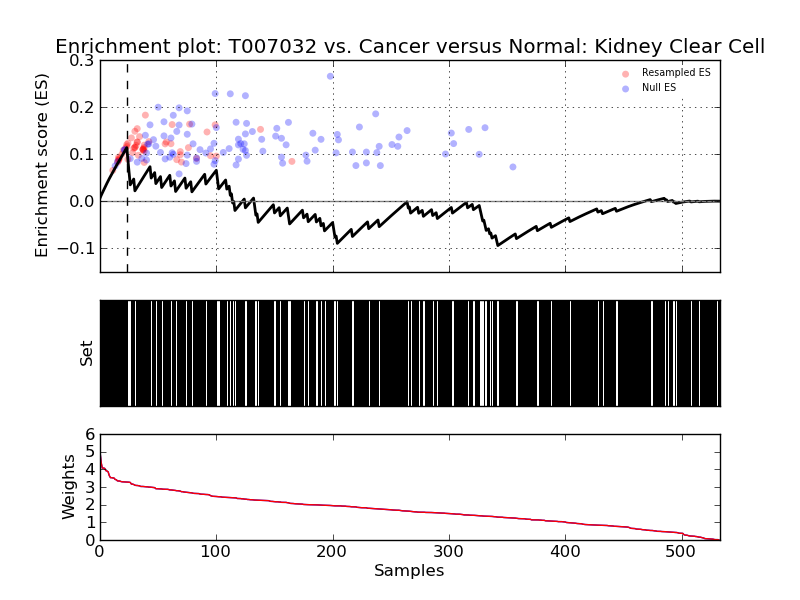 Enrichment plot: T007032 vs. Cancer versus Normal: Kidney Clear Cell
Enrichment score (ES)
0.3
0.2
0.1
0.0
−0.1
Resampled ES
Null ES
Set
Weights
6
5
4
3
2
1
0
0 100 200 300 400 500
Samples